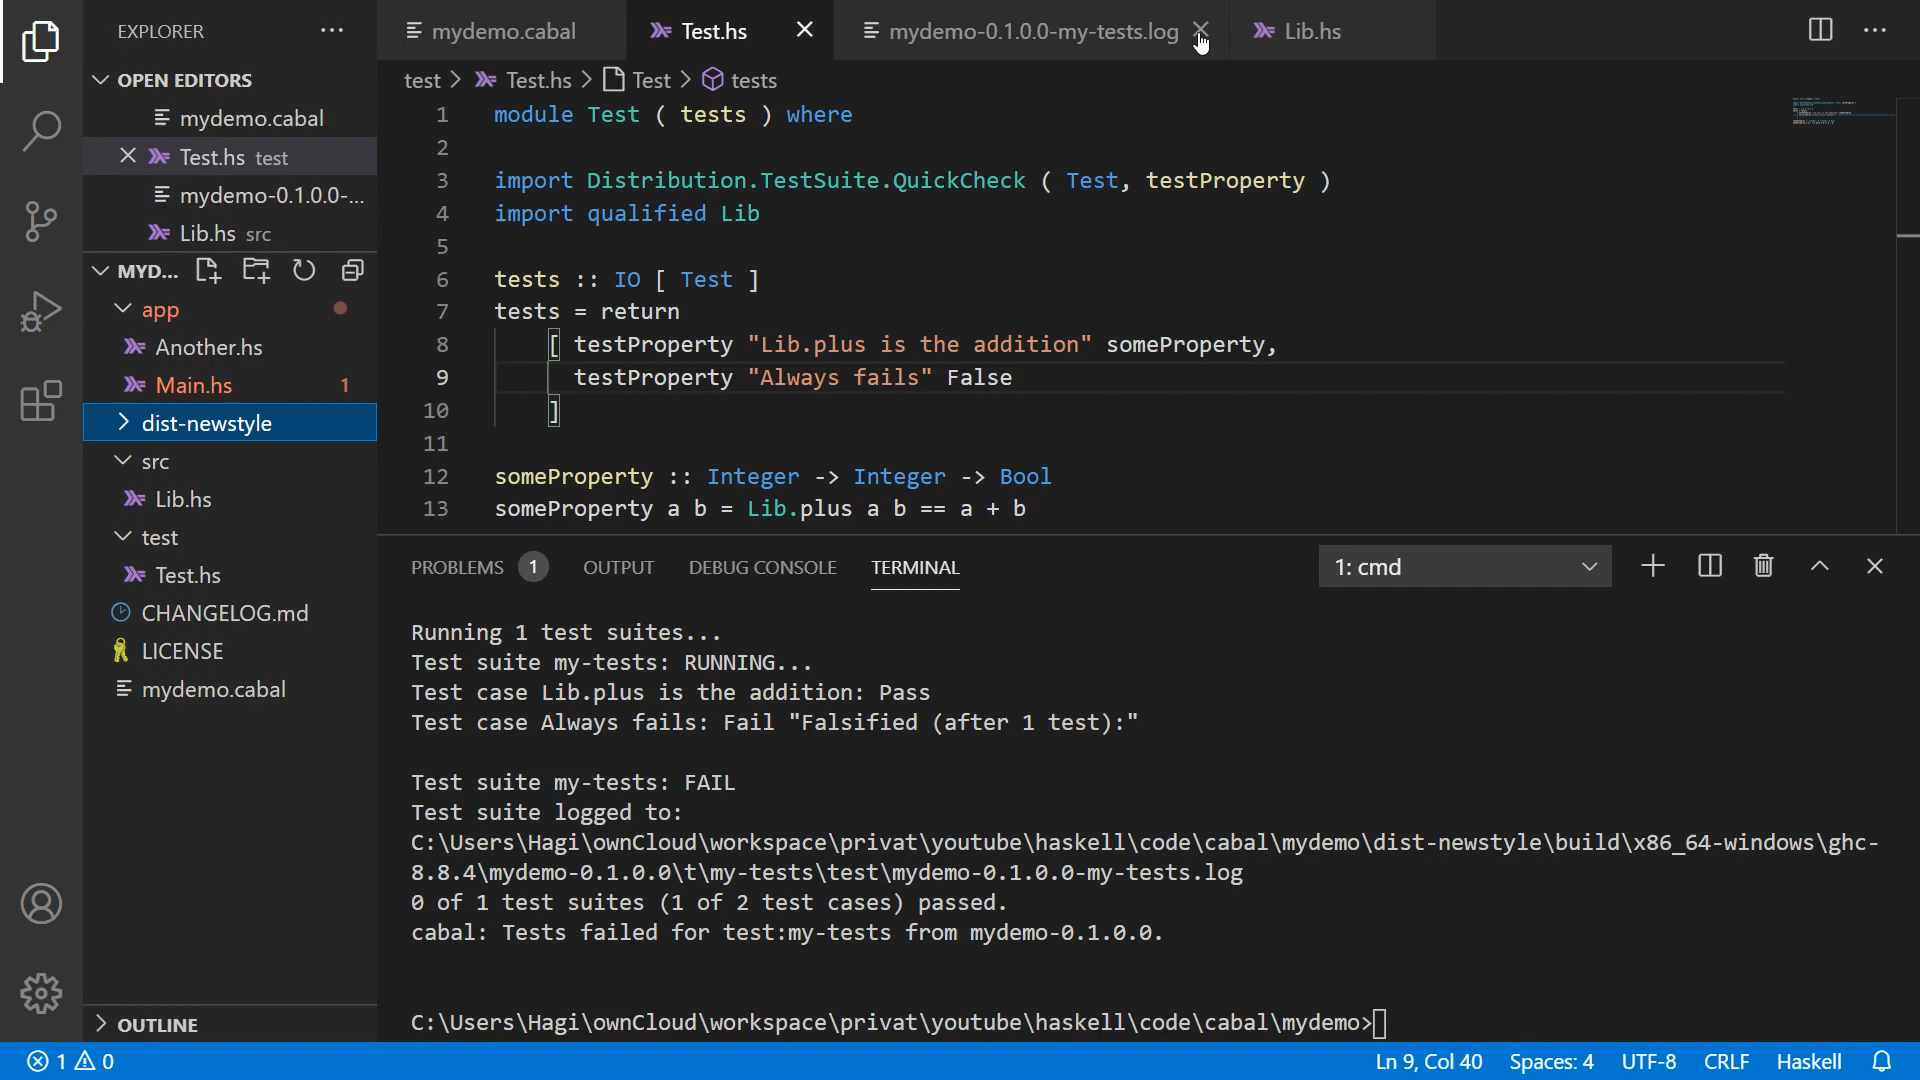 EXPLORER
mydemo.cabal
Test.hs
mydemo-0.1.0.0-my-tests.log
Lib.hs
OPEN EDITORS
mydemo.cabal
Test.hs test
mydemo-0.1.0.0-...
Lib.hs src
MYD...
app
Another.hs
Main.hs 1
dist-newstyle
src
Lib.hs
test
Test.hs
CHANGELOG.md
LICENSE
mydemo.cabal
OUTLINE
test > Test.hs > Test > tests
1 module Test ( tests ) where
2
3 import Distribution.TestSuite.QuickCheck ( Test, testProperty )
4 import qualified Lib
5
6 tests :: IO [ Test ]
7 tests = return
8 [ testProperty "Lib.plus is the addition" someProperty,
9 testProperty "Always fails" False
10 ]
11
12 someProperty :: Integer -> Integer -> Bool
13 someProperty a b = Lib.plus a b == a + b
PROBLEMS 1 OUTPUT DEBUG CONSOLE TERMINAL 1: cmd
Running 1 test suites...
Test suite my-tests: RUNNING...
Test case Lib.plus is the addition: Pass
Test case Always fails: Fail "Falsified (after 1 test):"
Test suite my-tests: FAIL
Test suite logged to:
C:\Users\Hagi\ownCloud\workspace\privat\youtube\haskell\code\cabal\mydemo\dist-newstyle\build\x86_64-windows\ghc-
8.8.4\mydemo-0.1.0.0\t\my-tests\test\mydemo-0.1.0.0-my-tests.log
0 of 1 test suites (1 of 2 test cases) passed.
cabal: Tests failed for test:my-tests from mydemo-0.1.0.0.
C:\Users\Hagi\ownCloud\workspace\privat\youtube\haskell\code\cabal\mydemo>
1 0 Ln 9, Col 40 Spaces: 4 UTF-8 CRLF Haskell